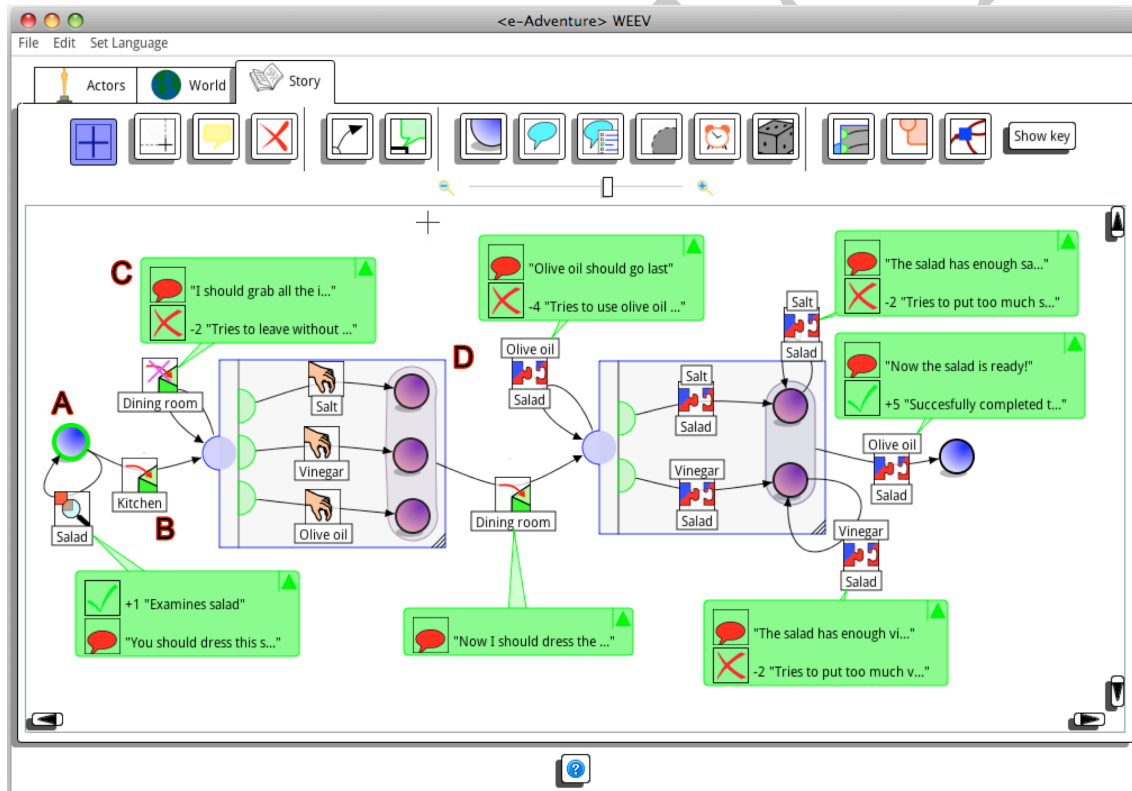 <e-Adventure> WEEV
File Edit Set Language
Actors
World
Story
Show key
C
"I should grab all the i..."
-2 "Tries to leave without ..."
"Olive oil should go last"
-4 "Tries to use olive oil ..."
"The salad has enough sa..."
-2 "Tries to put too much s..."
Salt
Salad
"Now the salad is ready!"
+5 "Succesfully completed t..."
A
Dining room
Salt
Vinegar
Olive oil
D
Olive oil
Salad
Salt
Salad
Vinegar
Salad
Olive oil
Salad
Kitchen
B
Salad
Dining room
Vinegar
Salad
+1 "Examines salad"
"You should dress this s..."
"Now I should dress the ..."
"The salad has enough vi..."
-2 "Tries to put too much v..."